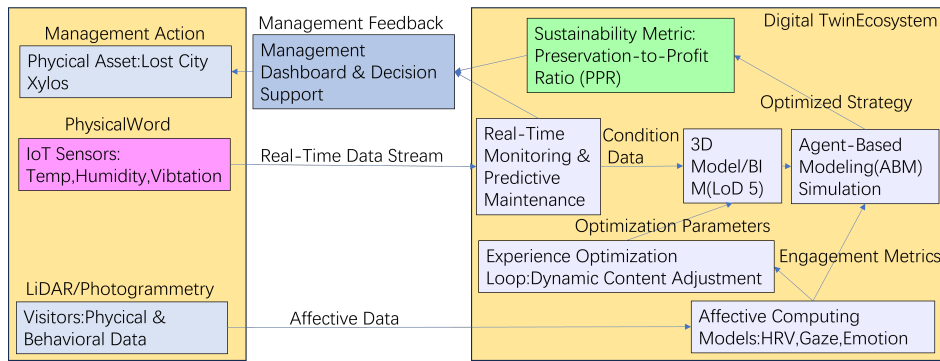 Management Action
Phycical Asset:Lost City
Xylos
PhysicalWord
IoT Sensors:
Temp,Humidity,Vibtation
LiDAR/Photogrammetry
Visitors:Phycical &
Behavioral Data
Management Feedback
Management
Dashboard & Decision
Support
Real-Time Data Stream
Affective Data
Digital TwinEcosystem
Sustainability Metric:
Preservation-to-Profit
Ratio (PPR)
Optimized Strategy
Real-Time
Monitoring &
Predictive
Maintenance
Condition
Data
3D
Model/BI
M(LoD 5)
Agent-Based
Modeling(ABM)
Simulation
Optimization Parameters
Experience Optimization
Loop:Dynamic Content Adjustment
Engagement Metrics
Affective Computing
Models:HRV,Gaze,Emotion